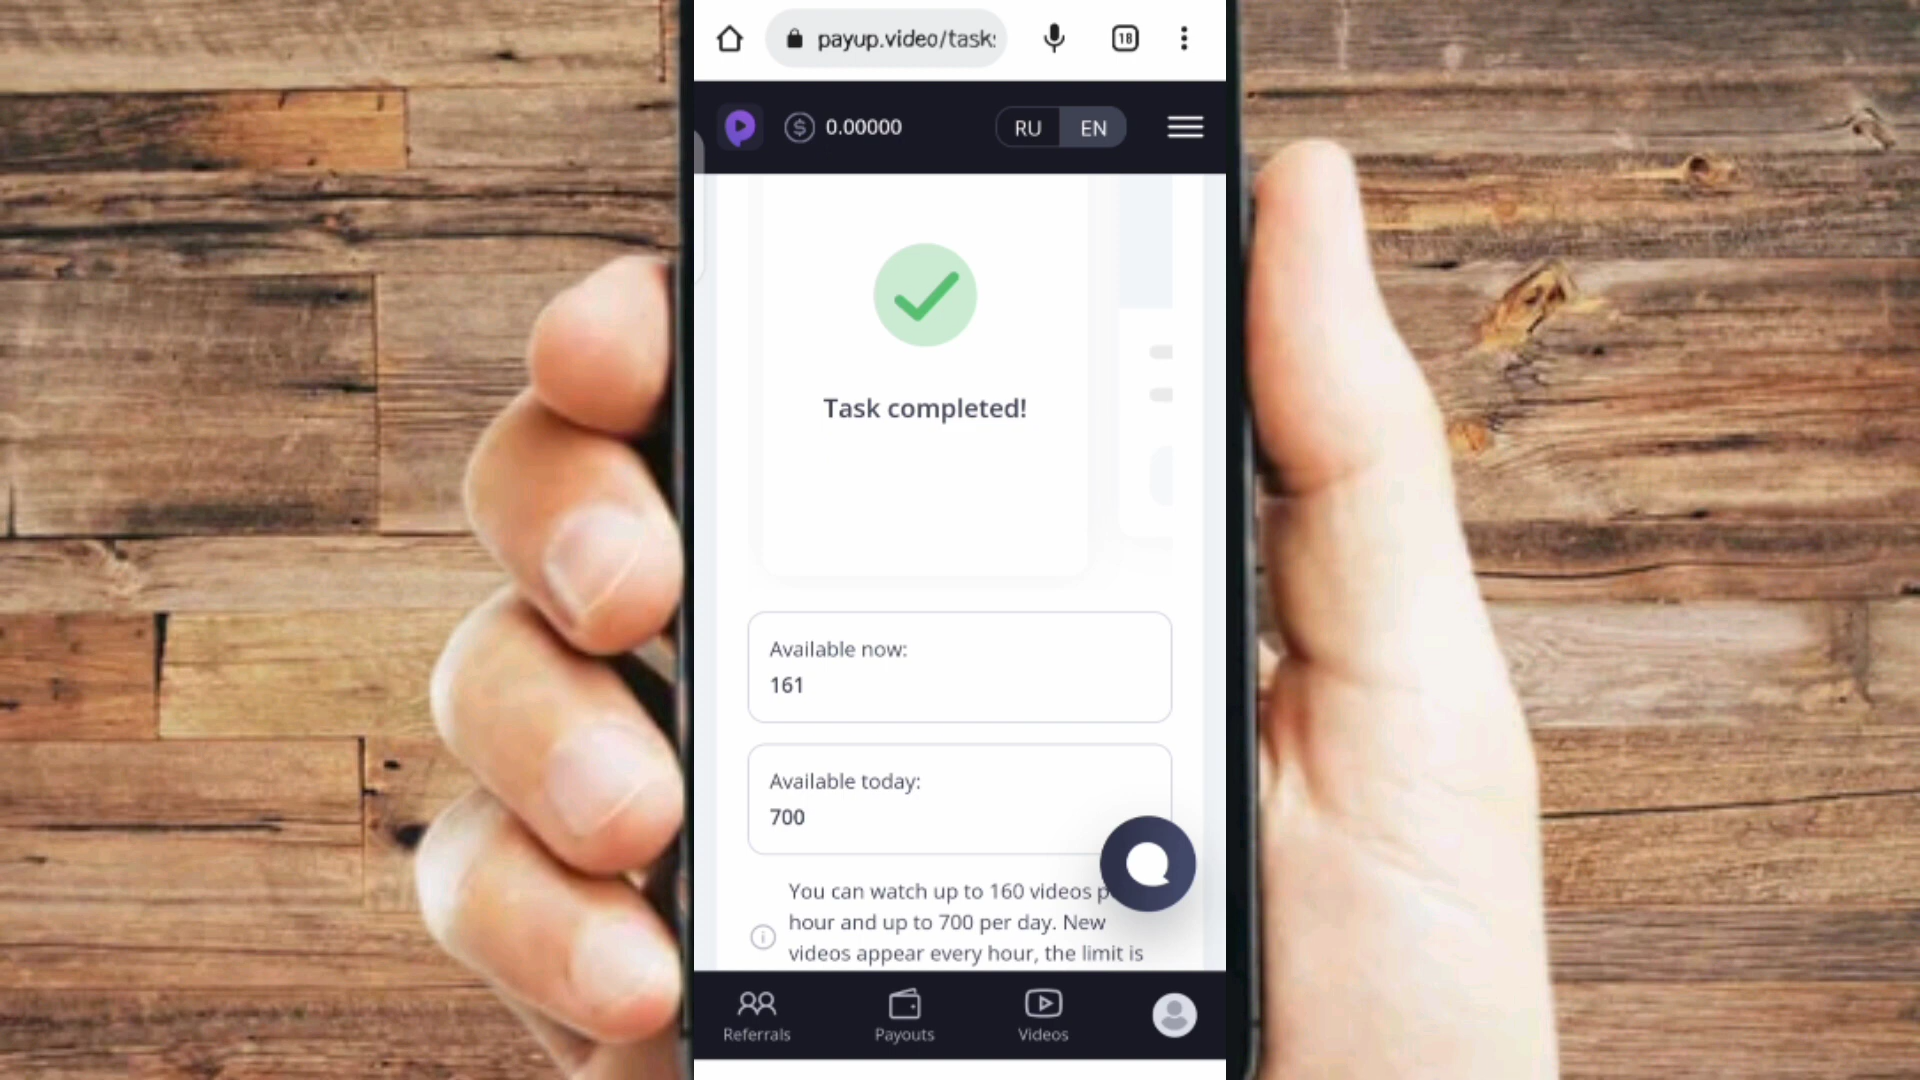 payup.video/task
18
0.00000
RU EN
Task completed!
Available now:
161
Available today:
700
You can watch up to 160 videos p
hour and up to 700 per day. New
videos appear every hour, the limit is
Referrals Payouts Videos